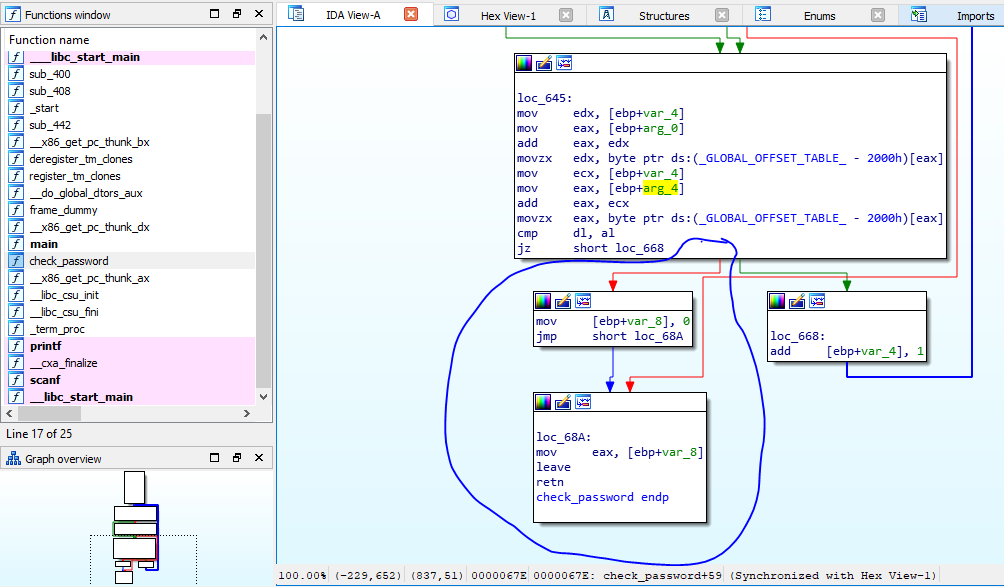 Functions window
Function name
___libc_start_main
sub_400
sub_408
_start
sub_442
__x86_get_pc_thunk_bx
deregister_tm_clones
register_tm_clones
__do_global_dtors_aux
frame_dummy
__x86_get_pc_thunk_dx
main
check_password
__x86_get_pc_thunk_ax
__libc_csu_init
__libc_csu_fini
_term_proc
printf
__cxa_finalize
scanf
__libc_start_main
Line 17 of 25
Graph overview
IDA View-A
Hex View-1
Structures
Enums
Imports
loc_645:
mov edx, [ebp+var_4]
mov eax, [ebp+arg_0]
add eax, edx
movzx edx, byte ptr ds:(_GLOBAL_OFFSET_TABLE_ - 2000h)[eax]
mov ecx, [ebp+var_4]
mov eax, [ebp+arg_4]
add eax, ecx
movzx eax, byte ptr ds:(_GLOBAL_OFFSET_TABLE_ - 2000h)[eax]
cmp dl, al
jz short loc_668
mov [ebp+var_8], 0
jmp short loc_68A
loc_668:
add [ebp+var_4], 1
loc_68A:
mov eax, [ebp+var_8]
leave
retn
check_password endp
100.00% (-229,652) (837,51) 0000067E 0000067E: check_password+59 (Synchronized with Hex View-1)